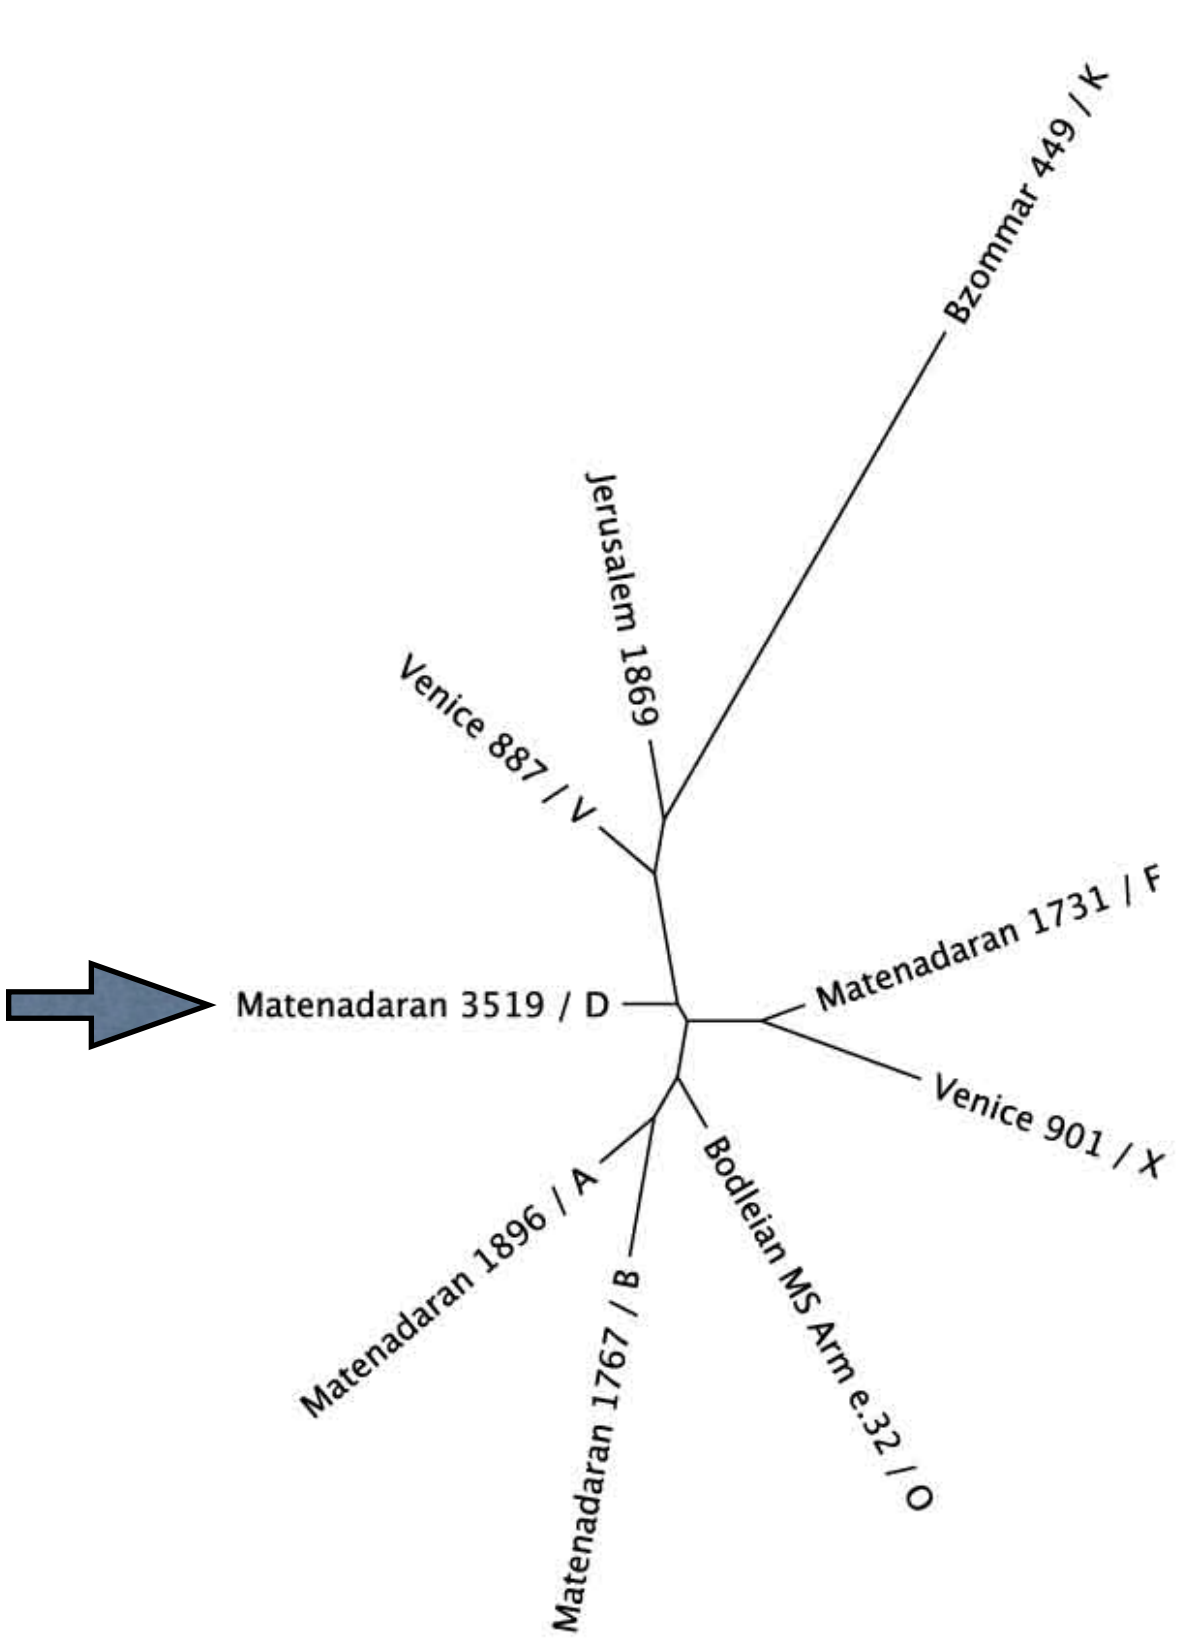 Bzommar 449 / K
Jerusalem 1869
Venice 887 / V
Matenadaran 1731 / F
Matenadaran 3519 / D
Venice 901 / X
Matenadaran 1896 / A
Bodleian MS Arm e.32 / O
Matenadaran 1767 / B